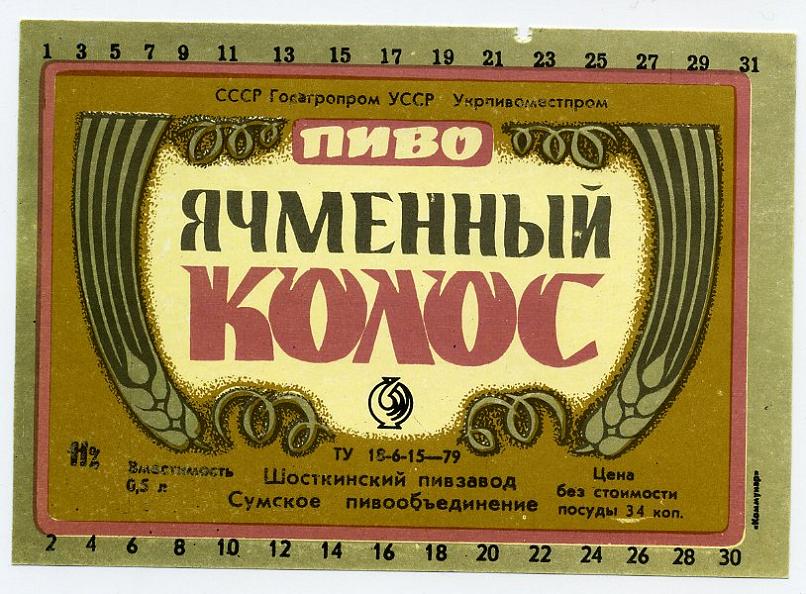 1 3 5 7 9 11 13 15 17 19 21 23 25 27 29 31
СССР Госагропром УССР Укрпивоместпром
ПИВО
ЯЧМЕННЫЙ
КОЛОС
ТУ 18-6-15—79
11%
Вместимость
0,5 л
Шосткинский пивзавод
Сумское пивообъединение
Цена
без стоимости
посуды 34 коп.
«Коммунар»
2 4 6 8 10 12 14 16 18 20 22 24 26 28 30